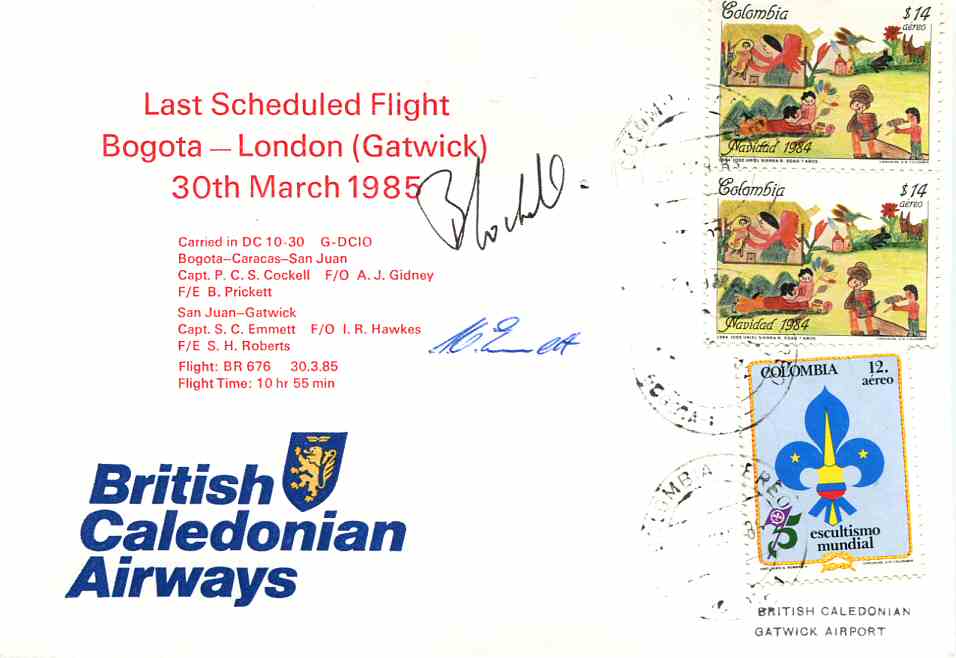 Last Scheduled Flight
Bogota — London (Gatwick)
30th March 1985
Carried in DC 10-30 G-DCIO
Bogota–Caracas–San Juan
Capt. P. C. S. Cockell F/O A. J. Gidney
F/E B. Prickett
San Juan–Gatwick
Capt. S. C. Emmett F/O I. R. Hawkes
F/E S. H. Roberts
Flight: BR 676 30.3.85
Flight Time: 10 hr 55 min
British
Caledonian
Airways
Colombia $14
aéreo
Navidad 1984
Colombia $14
aéreo
Navidad 1984
COLOMBIA 12.
aéreo
75
escultismo
mundial
BRITISH CALEDONIAN
GATWICK AIRPORT